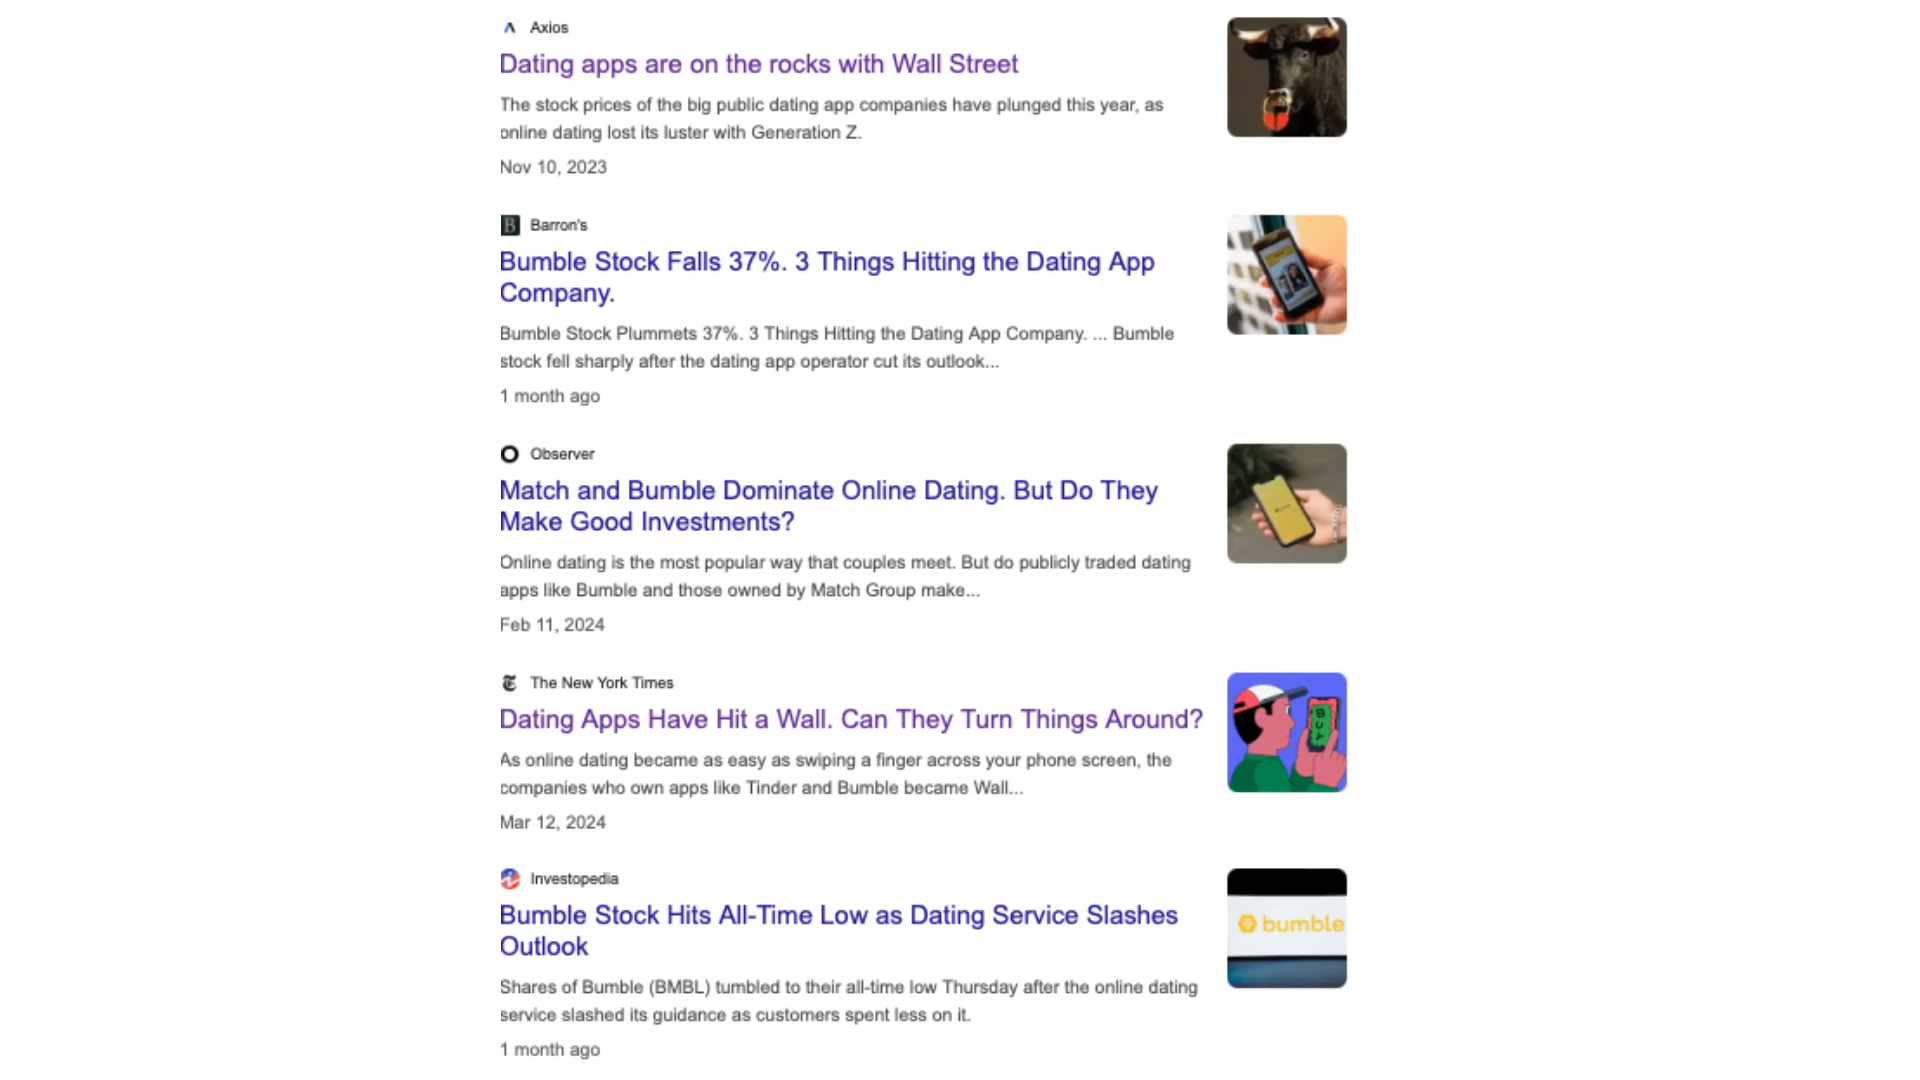 Axios
Dating apps are on the rocks with Wall Street
The stock prices of the big public dating app companies have plunged this year, as
online dating lost its luster with Generation Z.
Nov 10, 2023
B
Barron's
Bumble Stock Falls 37%. 3 Things Hitting the Dating App
Company.
Bumble Stock Plummets 37%. 3 Things Hitting the Dating App Company. ... Bumble
stock fell sharply after the dating app operator cut its outlook...
1 month ago
Observer
Match and Bumble Dominate Online Dating. But Do They
Make Good Investments?
Online dating is the most popular way that couples meet. But do publicly traded dating
apps like Bumble and those owned by Match Group make...
Feb 11, 2024
The New York Times
Dating Apps Have Hit a Wall. Can They Turn Things Around?
As online dating became as easy as swiping a finger across your phone screen, the
companies who own apps like Tinder and Bumble became Wall...
Mar 12, 2024
BUY
Investopedia
Bumble Stock Hits All-Time Low as Dating Service Slashes
Outlook
Shares of Bumble (BMBL) tumbled to their all-time low Thursday after the online dating
service slashed its guidance as customers spent less on it.
1 month ago
bumble